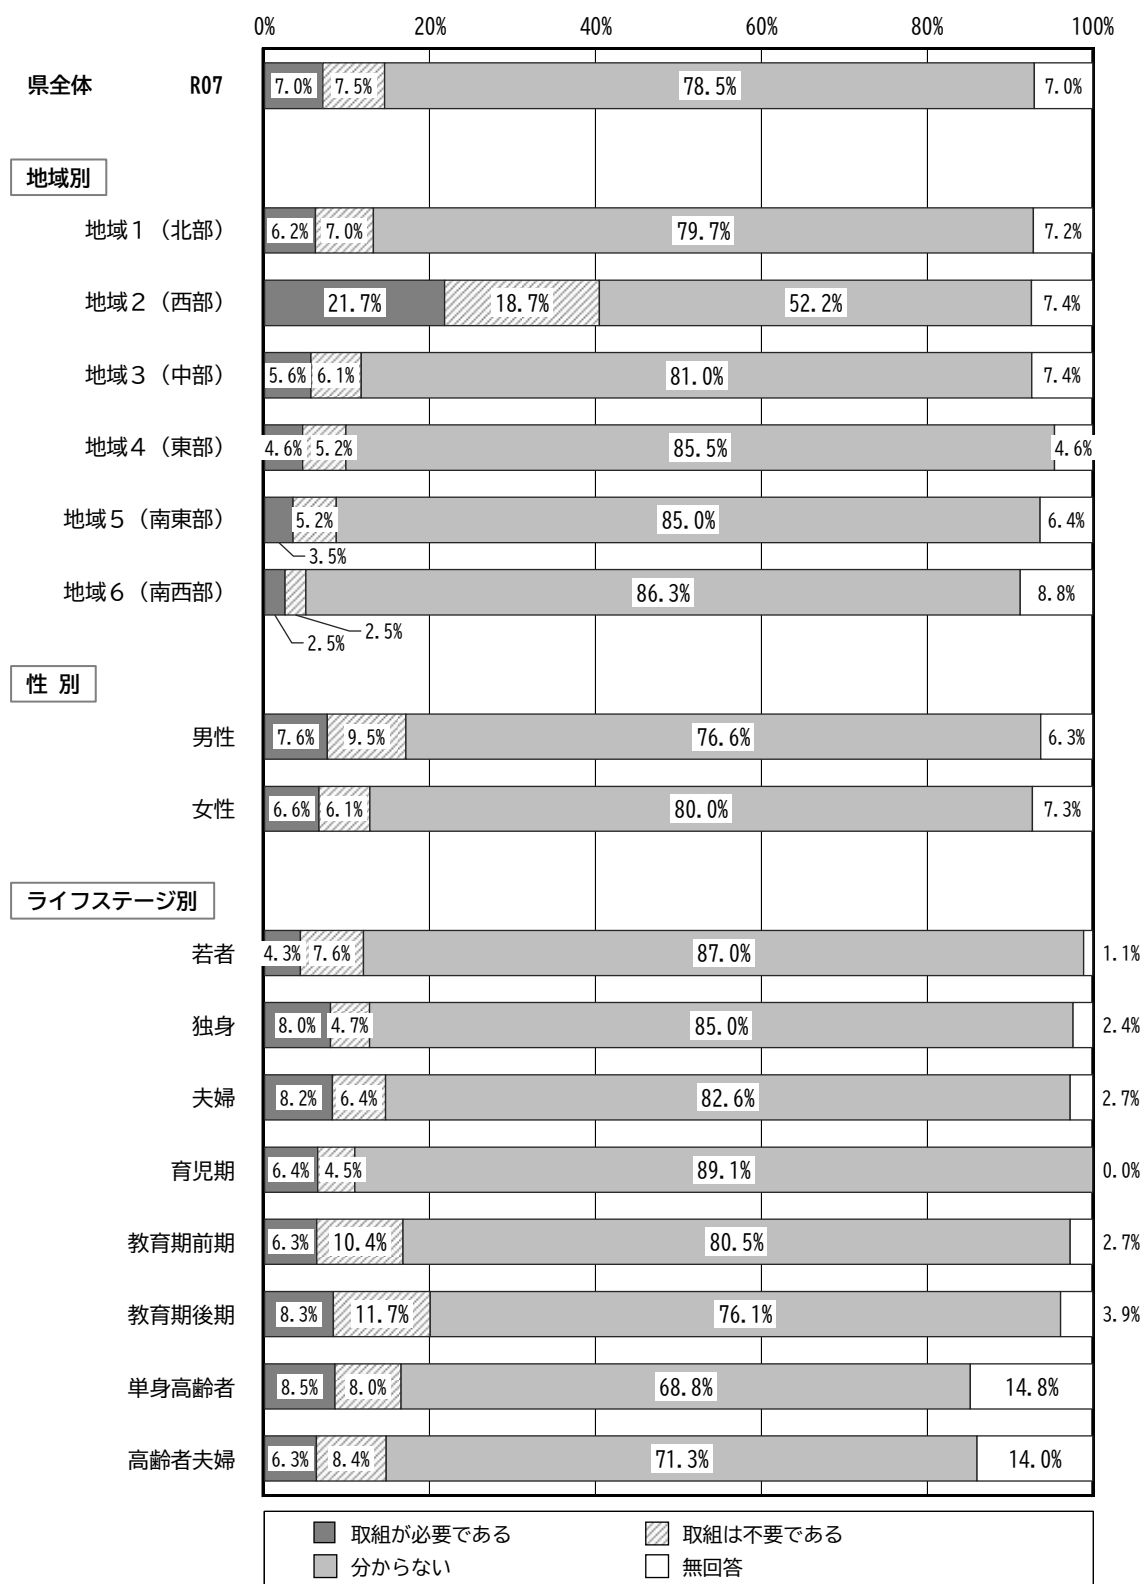 0% 20% 40% 60% 80% 100%
県全体 R07 7.0% 7.5% 78.5% 7.0%
地域別
地域1（北部） 6.2% 7.0% 79.7% 7.2%
地域2（西部） 21.7% 18.7% 52.2% 7.4%
地域3（中部） 5.6% 6.1% 81.0% 7.4%
地域4（東部） 4.6% 5.2% 85.5% 4.6%
地域5（南東部） 5.2% 85.0% 6.4%
3.5%
地域6（南西部） 86.3% 8.8%
2.5% 2.5%
性 別
男性 7.6% 9.5% 76.6% 6.3%
女性 6.6% 6.1% 80.0% 7.3%
ライフステージ別
若者 4.3% 7.6% 87.0% 1.1%
独身 8.0% 4.7% 85.0% 2.4%
夫婦 8.2% 6.4% 82.6% 2.7%
育児期 6.4% 4.5% 89.1% 0.0%
教育期前期 6.3% 10.4% 80.5% 2.7%
教育期後期 8.3% 11.7% 76.1% 3.9%
単身高齢者 8.5% 8.0% 68.8% 14.8%
高齢者夫婦 6.3% 8.4% 71.3% 14.0%
取組が必要である 取組は不要である
分からない 無回答